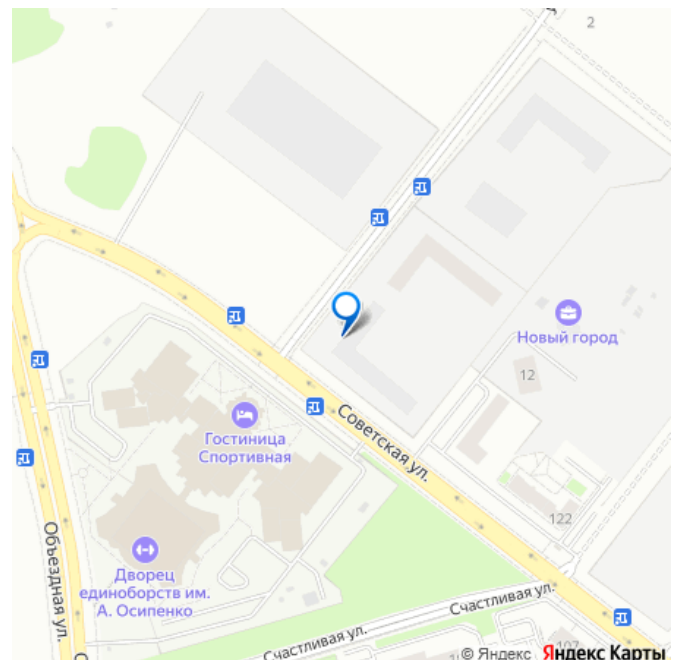 2
Новый город
12
Советская ул.
Гостиница
Спортивная
122
Объездная ул.
Дворец
единоборств им.
А. Осипенко
Счастливая ул.
Счастливая ул.
107
© Яндекс Яндекс Карты